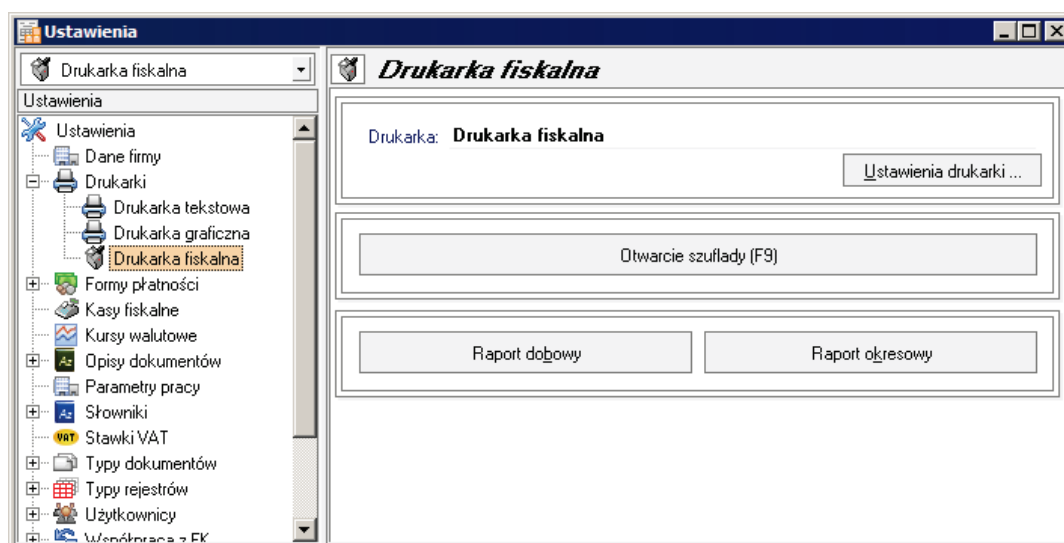 Ustawienia
Drukarka fiskalna
Ustawienia
Ustawienia
Dane firmy
Drukarki
Drukarka tekstowa
Drukarka graficzna
Drukarka fiskalna
Formy płatności
Kasy fiskalne
Kursy walutowe
Opisy dokumentów
Parametry pracy
Słowniki
VAT Stawki VAT
Typy dokumentów
Typy rejestrów
Użytkownicy
Współpraca z FK
Drukarka fiskalna
Drukarka: Drukarka fiskalna
Ustawienia drukarki ...
Otwarcie szuflady (F9)
Raport dobowy Raport okresowy